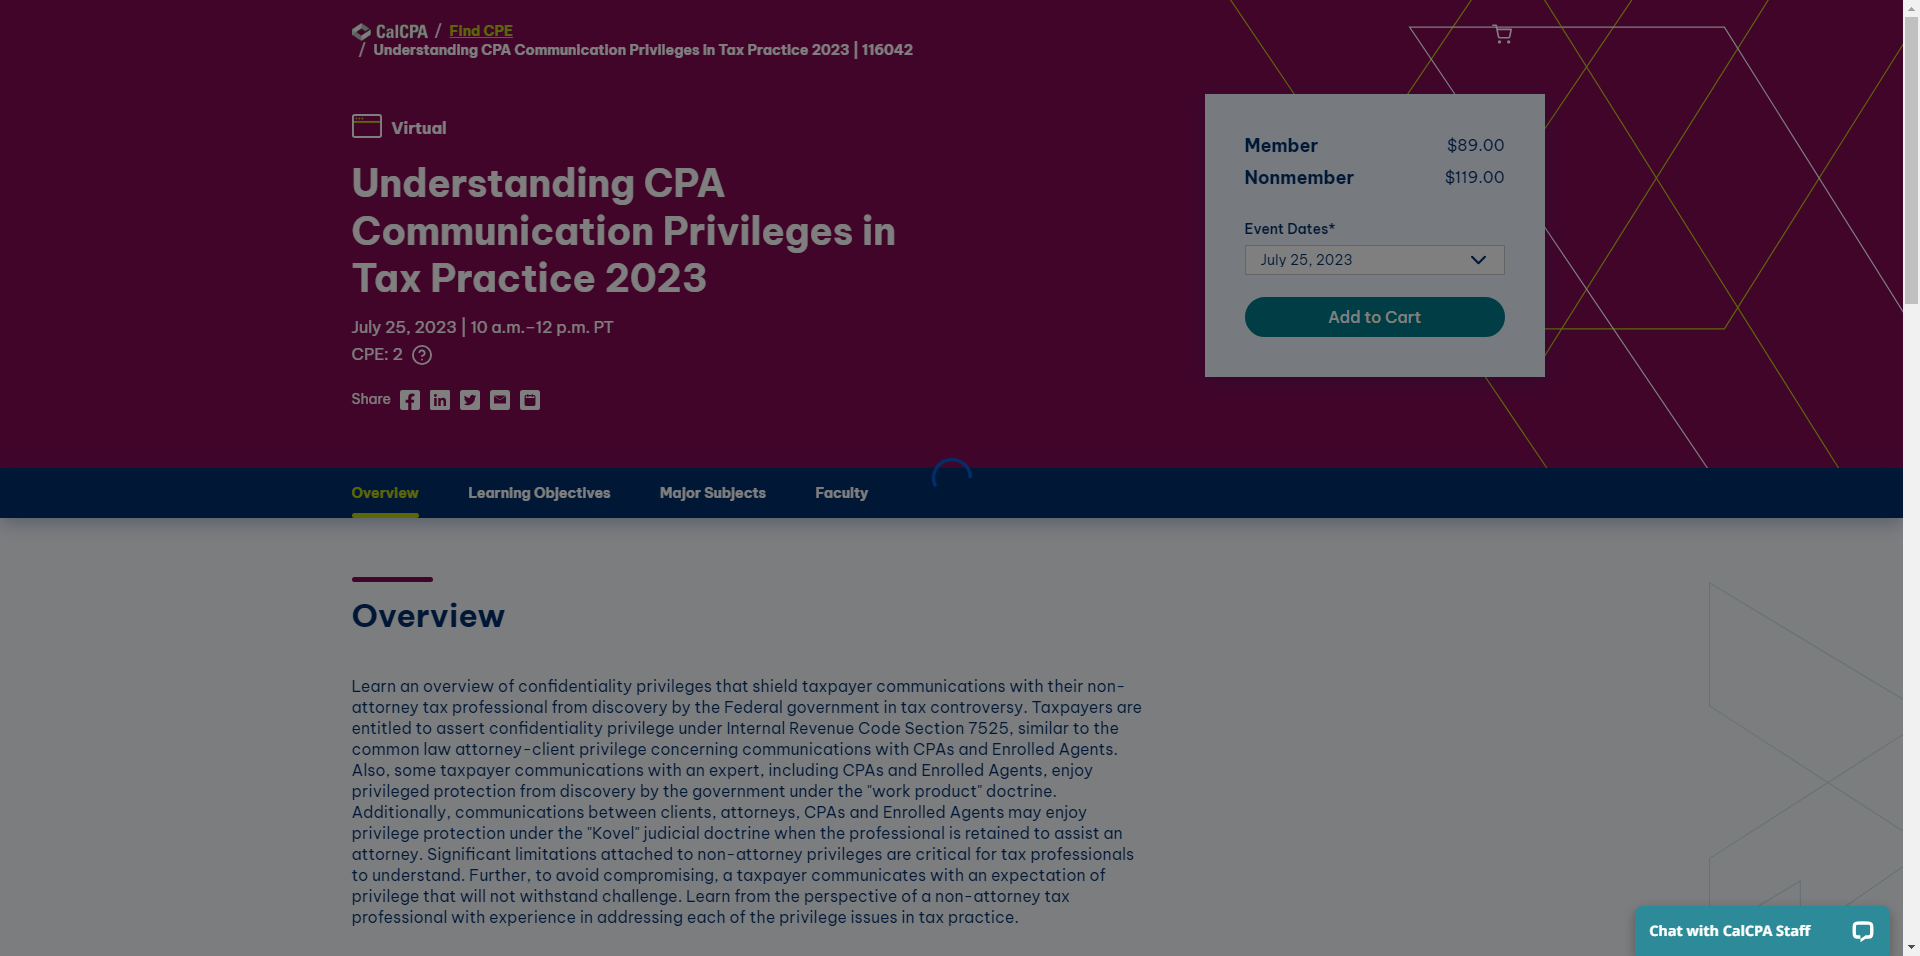 CalCPA / Find CPE
/ Understanding CPA Communication Privileges in Tax Practice 2023 | 116042
Virtual
Understanding CPA
Communication Privileges in
Tax Practice 2023
July 25, 2023 | 10 a.m.–12 p.m. PT
CPE: 2
Share
Member $89.00
Nonmember $119.00
Event Dates*
July 25, 2023
Add to Cart
Overview Learning Objectives Major Subjects Faculty
Overview
Learn an overview of confidentiality privileges that shield taxpayer communications with their non-
attorney tax professional from discovery by the Federal government in tax controversy. Taxpayers are
entitled to assert confidentiality privilege under Internal Revenue Code Section 7525, similar to the
common law attorney-client privilege concerning communications with CPAs and Enrolled Agents.
Also, some taxpayer communications with an expert, including CPAs and Enrolled Agents, enjoy
privileged protection from discovery by the government under the "work product" doctrine.
Additionally, communications between clients, attorneys, CPAs and Enrolled Agents may enjoy
privilege protection under the "Kovel" judicial doctrine when the professional is retained to assist an
attorney. Significant limitations attached to non-attorney privileges are critical for tax professionals
to understand. Further, to avoid compromising, a taxpayer communicates with an expectation of
privilege that will not withstand challenge. Learn from the perspective of a non-attorney tax
professional with experience in addressing each of the privilege issues in tax practice.
Chat with CalCPA Staff